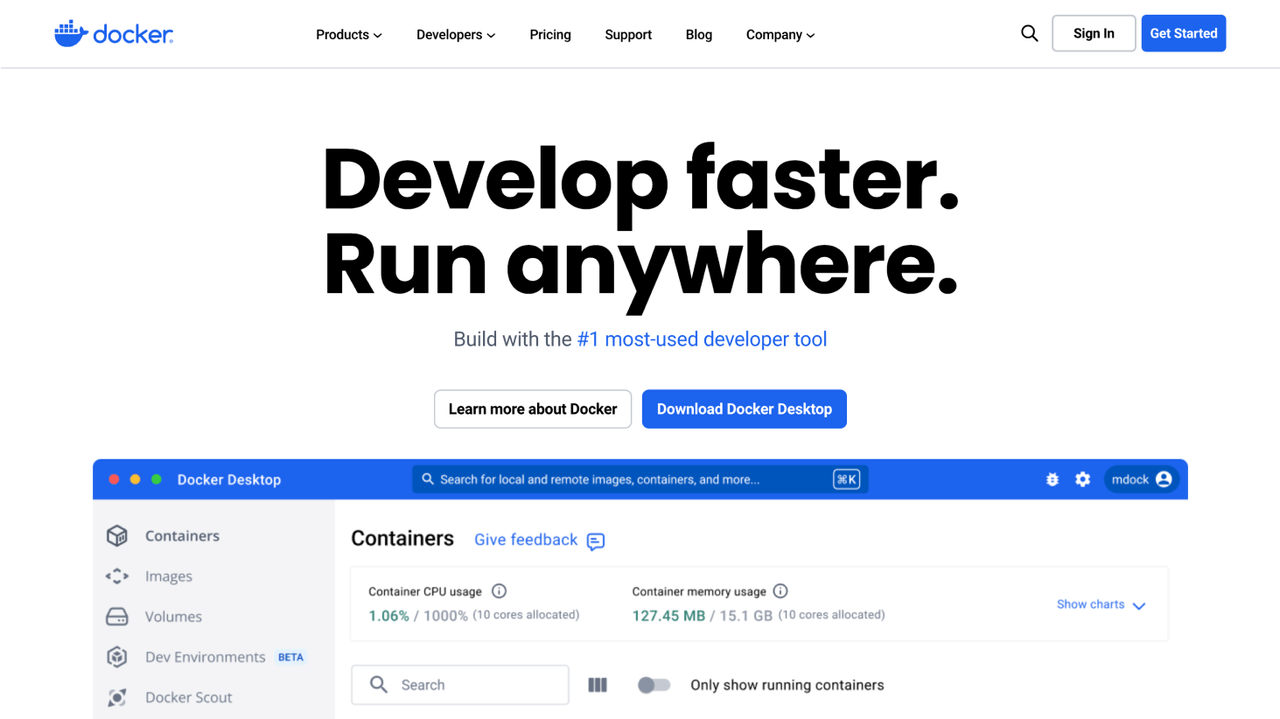 docker
Products Developers Pricing Support Blog Company Sign In Get Started
Develop faster.
Run anywhere.
Build with the #1 most-used developer tool
Learn more about Docker Download Docker Desktop
Docker Desktop Search for local and remote images, containers, and more... ⌘K mdock
Containers
Images
Volumes
Dev Environments BETA
Docker Scout
Containers Give feedback
Container CPU usage Container memory usage
1.06% / 1000% (10 cores allocated) 127.45 MB / 15.1 GB (10 cores allocated) Show charts
Search Only show running containers